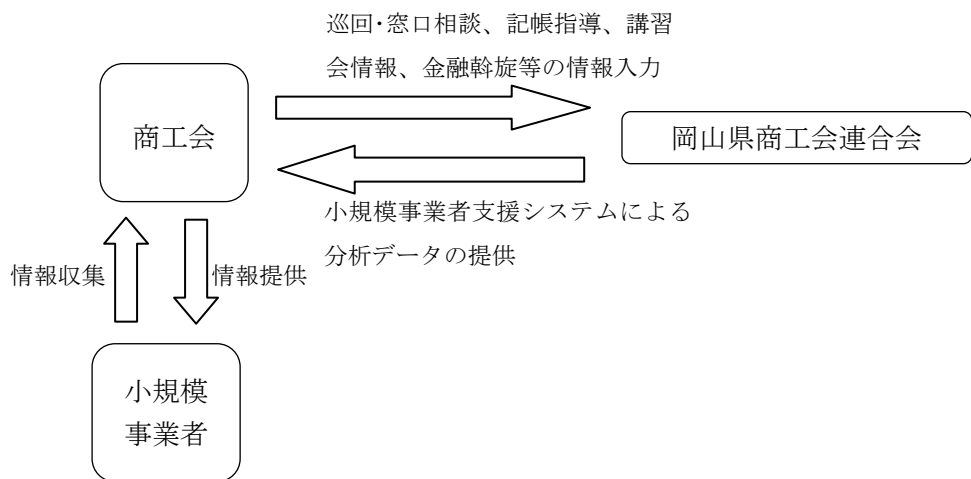 巡回・窓口相談、記帳指導、講習
会情報、金融斡旋等の情報入力
商工会
岡山県商工会連合会
小規模事業者支援システムによる
分析データの提供
情報収集
情報提供
小規模
事業者